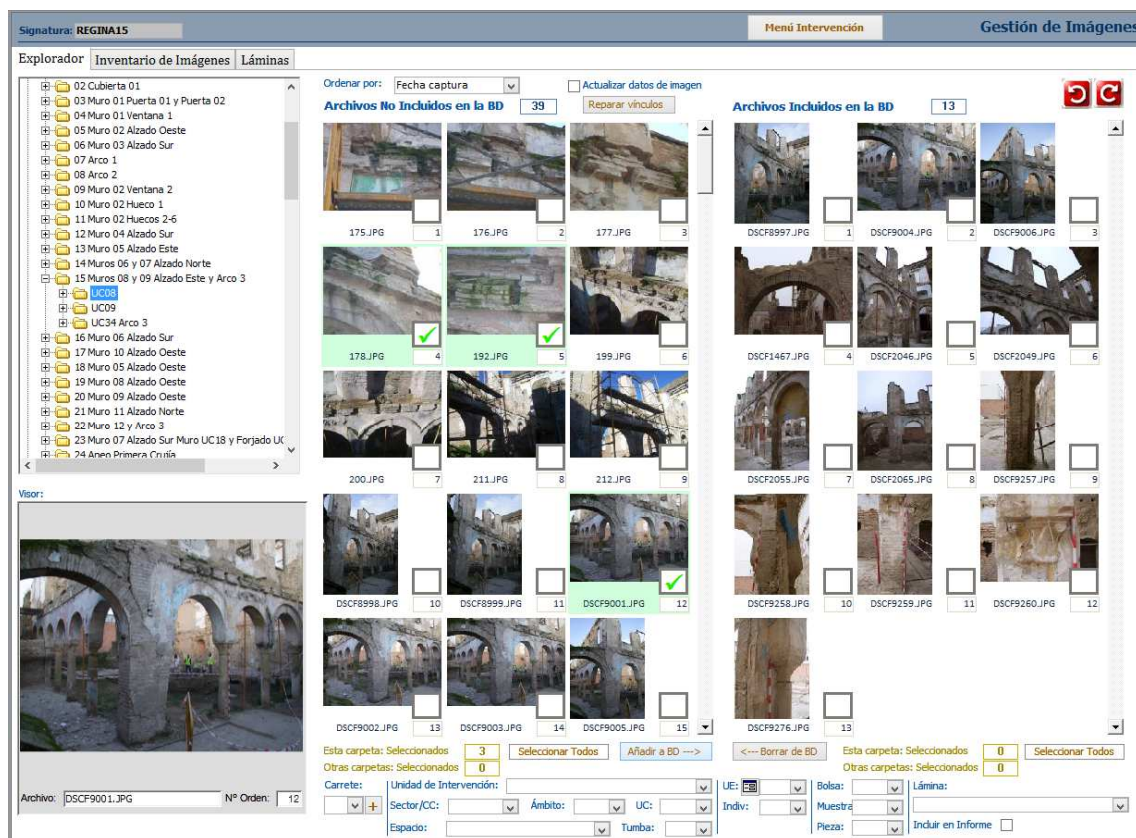 Signatura: REGINA15
Menú Intervención
Gestión de Imágenes
Explorador
Inventario de Imágenes
Láminas
02 Cubierta 01
03 Muro 01 Puerta 01 y Puerta 02
04 Muro 01 Ventana 1
05 Muro 02 Alzado Oeste
06 Muro 03 Alzado Sur
07 Arco 1
08 Arco 2
09 Muro 02 Ventana 2
10 Muro 02 Hueco 1
11 Muro 02 Huecos 2-6
12 Muro 04 Alzado Sur
13 Muro 05 Alzado Este
14 Muros 06 y 07 Alzado Norte
15 Muros 08 y 09 Alzado Este y Arco 3
UC08
UC09
UC34 Arco 3
16 Muro 06 Alzado Sur
17 Muro 10 Alzado Oeste
18 Muro 05 Alzado Oeste
19 Muro 08 Alzado Oeste
20 Muro 09 Alzado Oeste
21 Muro 11 Alzado Norte
22 Muro 12 y Arco 3
23 Muro 07 Alzado Sur Muro UC18 y Forjado UC
24 Apeo Primera Crujía
Visor:
Archivo: DSCF9001.JPG Nº Orden: 12
Ordenar por: Fecha captura
Actualizar datos de imagen
Archivos No Incluidos en la BD 39
Reparar vínculos
175.JPG 1 176.JPG 2 177.JPG 3
178.JPG 4 192.JPG 5 199.JPG 6
200.JPG 7 211.JPG 8 212.JPG 9
DSCF8998.JPG 10 DSCF8999.JPG 11 DSCF9001.JPG 12
DSCF9002.JPG 13 DSCF9003.JPG 14 DSCF9005.JPG 15
Esta carpeta: Seleccionados 3 Seleccionar Todos Añadir a BD --->
Otras carpetas: Seleccionados 0
Archivos Incluidos en la BD 13
DSCF8997.JPG 1 DSCF9004.JPG 2 DSCF9006.JPG 3
DSCF1467.JPG 4 DSCF2046.JPG 5 DSCF2049.JPG 6
DSCF2055.JPG 7 DSCF2065.JPG 8 DSCF9257.JPG 9
DSCF9258.JPG 10 DSCF9259.JPG 11 DSCF9260.JPG 12
DSCF9276.JPG 13
<--- Borrar de BD Esta carpeta: Seleccionados 0 Seleccionar Todos
Otras carpetas: Seleccionados 0
Carrete: Unidad de Intervención: UE: Bolsa: Lámina:
Sector/CC: Ámbito: UC: Indiv: Muestra
Espacio: Tumba: Pieza: Incluir en Informe